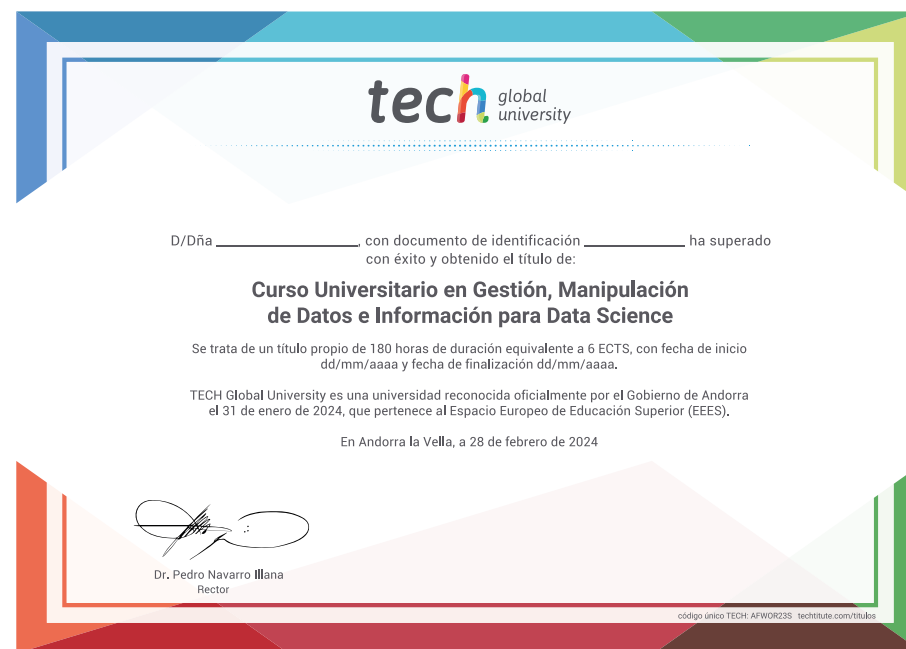 tech global
university
D/Dña ____________________, con documento de identificación ______________ ha superado
con éxito y obtenido el título de:
Curso Universitario en Gestión, Manipulación
de Datos e Información para Data Science
Se trata de un título propio de 180 horas de duración equivalente a 6 ECTS, con fecha de inicio
dd/mm/aaaa y fecha de finalización dd/mm/aaaa.
TECH Global University es una universidad reconocida oficialmente por el Gobierno de Andorra
el 31 de enero de 2024, que pertenece al Espacio Europeo de Educación Superior (EEES).
En Andorra la Vella, a 28 de febrero de 2024
Dr. Pedro Navarro Illana
Rector
código único TECH: AFWOR23S techtitute.com/titulos